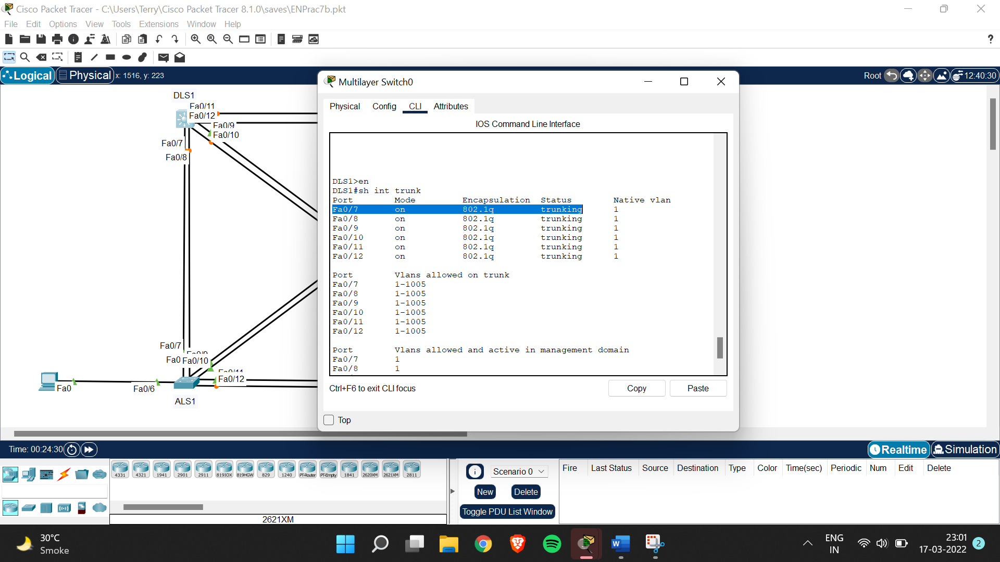 Cisco Packet Tracer - C:\Users\Terry\Cisco Packet Tracer 8.1.0\saves\ENPrac7b.pkt
File Edit Options View Tools Extensions Window Help
?
Logical Physical x: 1516, y: 223
Root 12:40:30
DLS1
Fa0/11
Fa0/12
Fa0/9
Fa0/10
Fa0/7
Fa0/8
Fa0/7
Fa0/10
Fa0/12
Fa0
Fa0/6
ALS1
Multilayer Switch0
Physical Config CLI Attributes
IOS Command Line Interface
DLS1>en
DLS1#sh int trunk
Port Mode Encapsulation Status Native vlan
Fa0/7 on 802.1q trunking 1
Fa0/8 on 802.1q trunking 1
Fa0/9 on 802.1q trunking 1
Fa0/10 on 802.1q trunking 1
Fa0/11 on 802.1q trunking 1
Fa0/12 on 802.1q trunking 1
Port Vlans allowed on trunk
Fa0/7 1-1005
Fa0/8 1-1005
Fa0/9 1-1005
Fa0/10 1-1005
Fa0/11 1-1005
Fa0/12 1-1005
Port Vlans allowed and active in management domain
Fa0/7 1
Fa0/8 1
Ctrl+F6 to exit CLI focus
Copy Paste
Top
Time: 00:24:30
Realtime Simulation
4331 4321 1941 2901 2911 819IOX 819HGW 829 1240 PT-Router PT-Empty 1841 2620XM 2621XM 2811
2621XM
Scenario 0
New Delete
Toggle PDU List Window
Fire Last Status Source Destination Type Color Time(sec) Periodic Num Edit Delete
30°C
Smoke
ENG
IN
23:01
17-03-2022
2